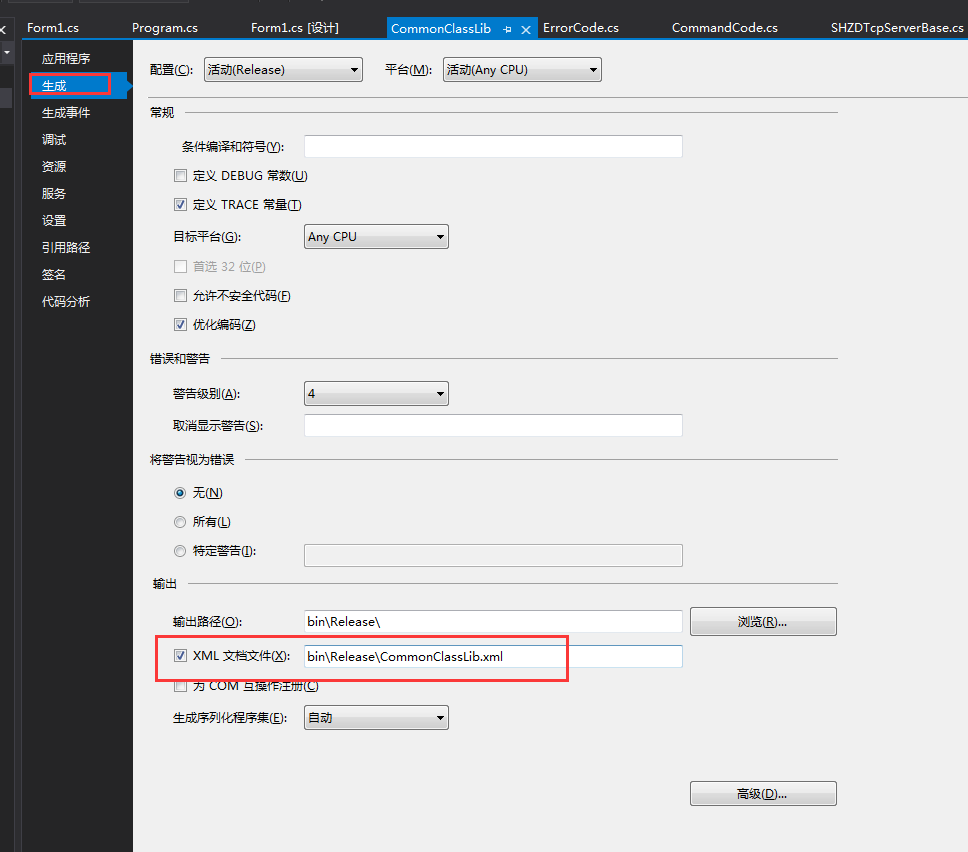 Form1.cs Program.cs Form1.cs [设计] CommonClassLib ErrorCode.cs CommandCode.cs SHZDTcpServerBase.cs
应用程序
生成
生成事件
调试
资源
服务
设置
引用路径
签名
代码分析
配置(C): 活动(Release) 平台(M): 活动(Any CPU)
常规
条件编译和符号(Y):
定义 DEBUG 常数(U)
定义 TRACE 常量(T)
目标平台(G): Any CPU
首选 32 位(P)
允许不安全代码(F)
优化编码(Z)
错误和警告
警告级别(A): 4
取消显示警告(S):
将警告视为错误
无(N)
所有(L)
特定警告(I):
输出
输出路径(O): bin\Release\ 浏览(R)...
XML 文档文件(X): bin\Release\CommonClassLib.xml
为 COM 互操作注册(C)
生成序列化程序集(E): 自动
高级(D)...